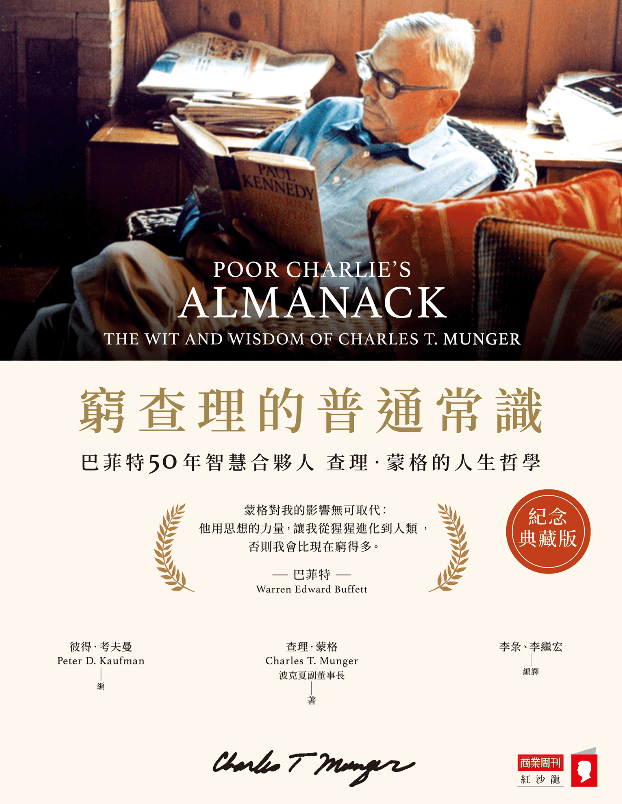 PAUL
KENNEDY
POOR CHARLIE'S
ALMANACK
THE WIT AND WISDOM OF CHARLES T. MUNGER
窮查理的普通常識
巴菲特50年智慧合夥人 查理·蒙格的人生哲學
蒙格對我的影響無可取代：
他用思想的力量，讓我從猩猩進化到人類，
否則我會比現在窮得多。
— 巴菲特 —
Warren Edward Buffett
紀念
典藏版
彼得·考夫曼
Peter D. Kaufman
編
查理·蒙格
Charles T. Munger
波克夏副董事長
著
李彔、李繼宏
編譯
Charles T Munger
商業周刊
紅沙龍